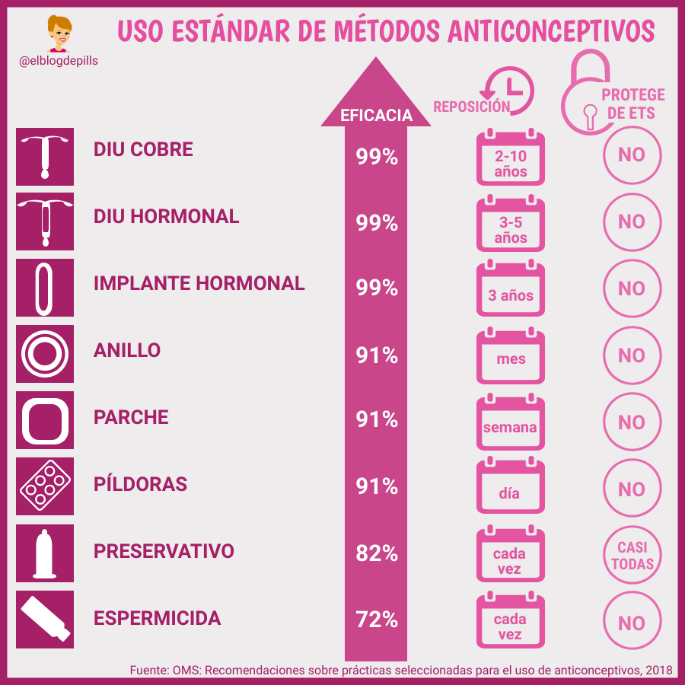 USO ESTÁNDAR DE MÉTODOS ANTICONCEPTIVOS
@elblogdepills
EFICACIA
REPOSICIÓN
PROTEGE
DE ETS
DIU COBRE
99%
2-10
años
NO
DIU HORMONAL
99%
3-5
años
NO
IMPLANTE HORMONAL
99%
3 años
NO
ANILLO
91%
mes
NO
PARCHE
91%
semana
NO
PÍLDORAS
91%
día
NO
PRESERVATIVO
82%
cada
vez
CASI
TODAS
ESPERMICIDA
72%
cada
vez
NO
Fuente: OMS: Recomendaciones sobre prácticas seleccionadas para el uso de anticonceptivos, 2018